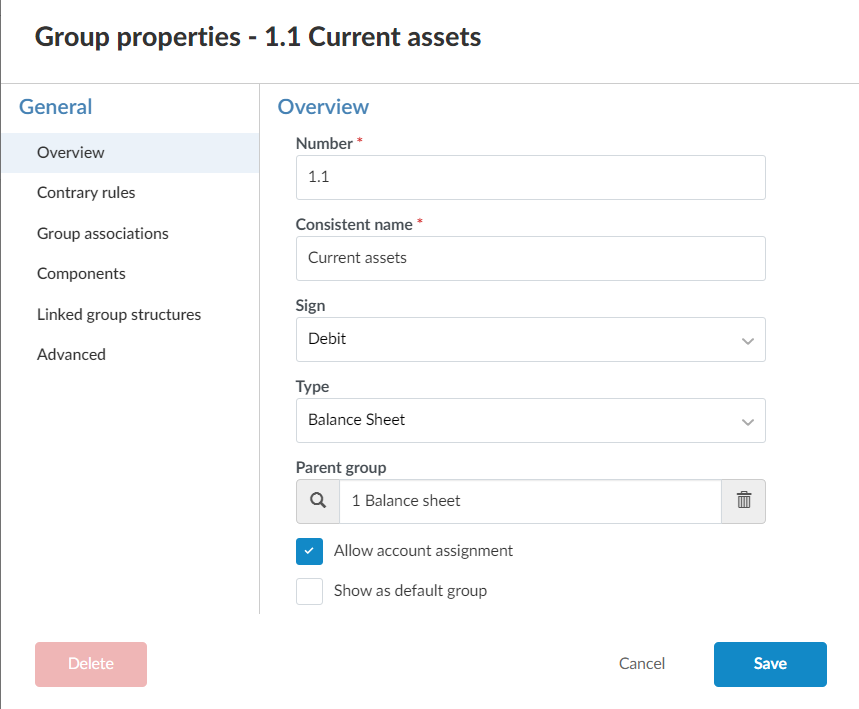 Group properties - 1.1 Current assets
General
Overview
Contrary rules
Group associations
Components
Linked group structures
Advanced
Overview
Number *
1.1
Consistent name *
Current assets
Sign
Debit
Type
Balance Sheet
Parent group
1 Balance sheet
Allow account assignment
Show as default group
Delete
Cancel
Save